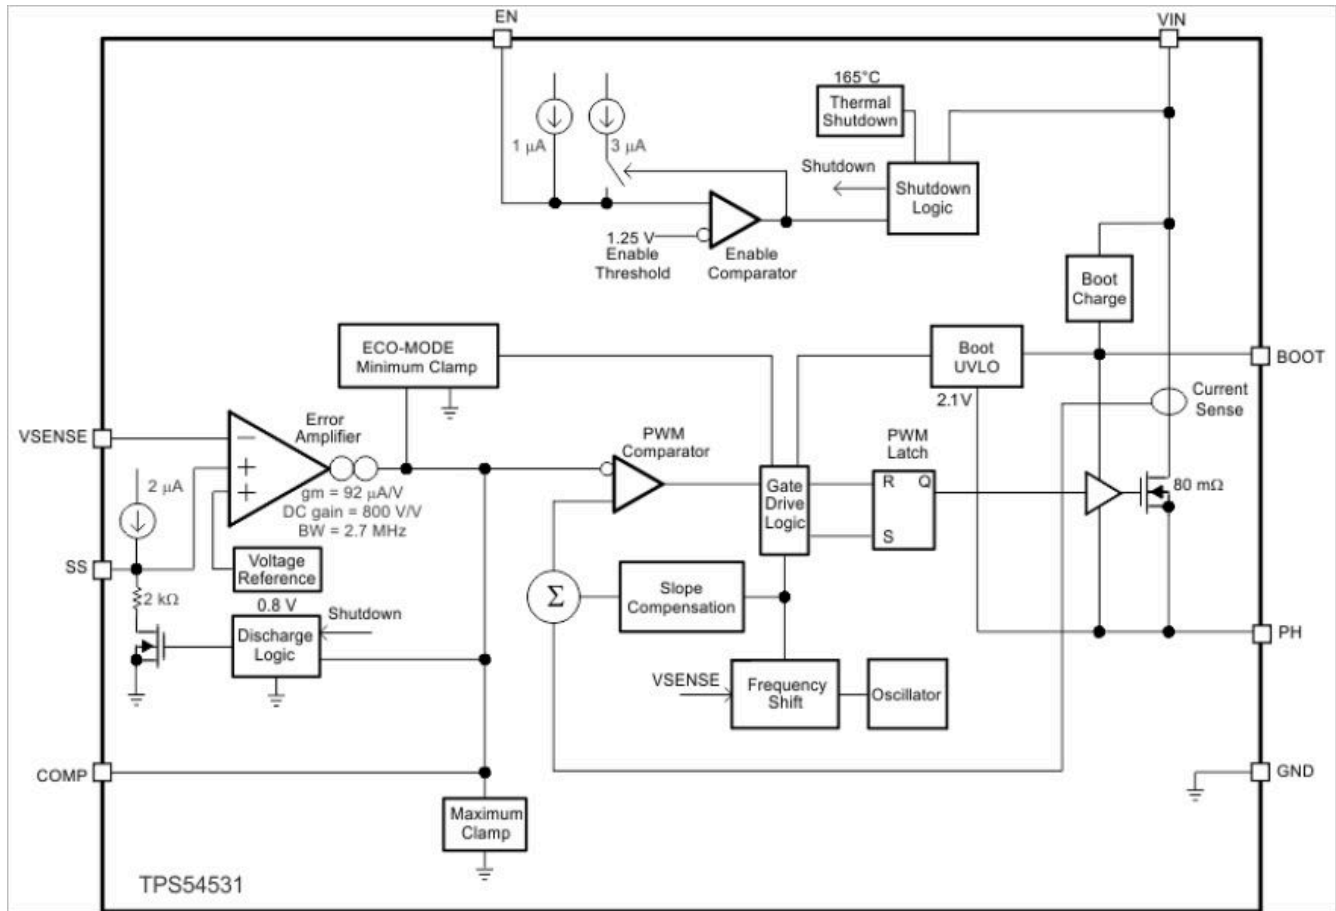 EN
VIN
165°C
Thermal
Shutdown
1 µA
3 µA
Shutdown
Shutdown
Logic
1.25 V
Enable
Threshold
Enable
Comparator
Boot
Charge
ECO-MODE
Minimum Clamp
Boot
UVLO
BOOT
2.1V
Current
Sense
VSENSE
Error
Amplifier
PWM
Comparator
PWM
Latch
2 µA
gm = 92 µA/V
DC gain = 800 V/V
BW = 2.7 MHz
Gate
Drive
Logic
R
Q
S
80 mΩ
SS
Voltage
Reference
2 kΩ
0.8 V
Shutdown
Discharge
Logic
Σ
Slope
Compensation
PH
VSENSE
Frequency
Shift
Oscillator
COMP
GND
Maximum
Clamp
TPS54531